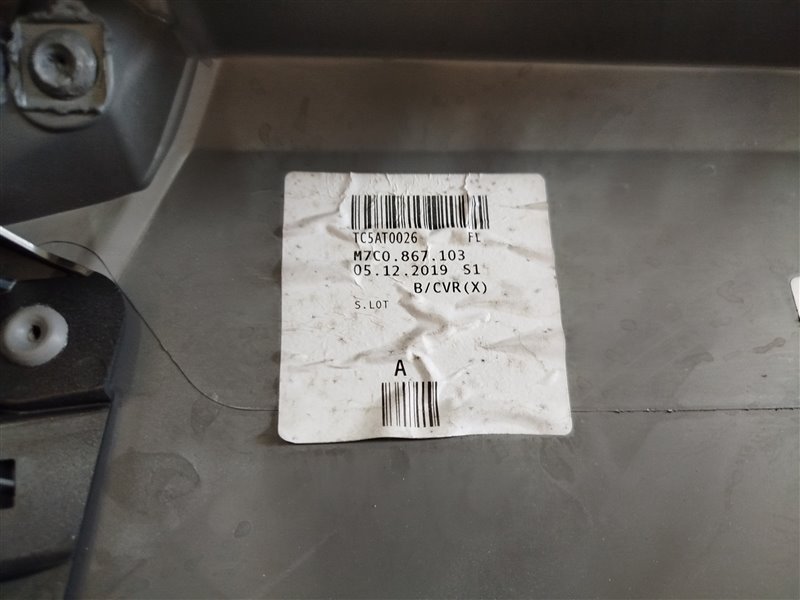 TC5AT0026 FL
M7C0.867.103
05.12.2019 S1
B/CVR(X)
S.LOT
A